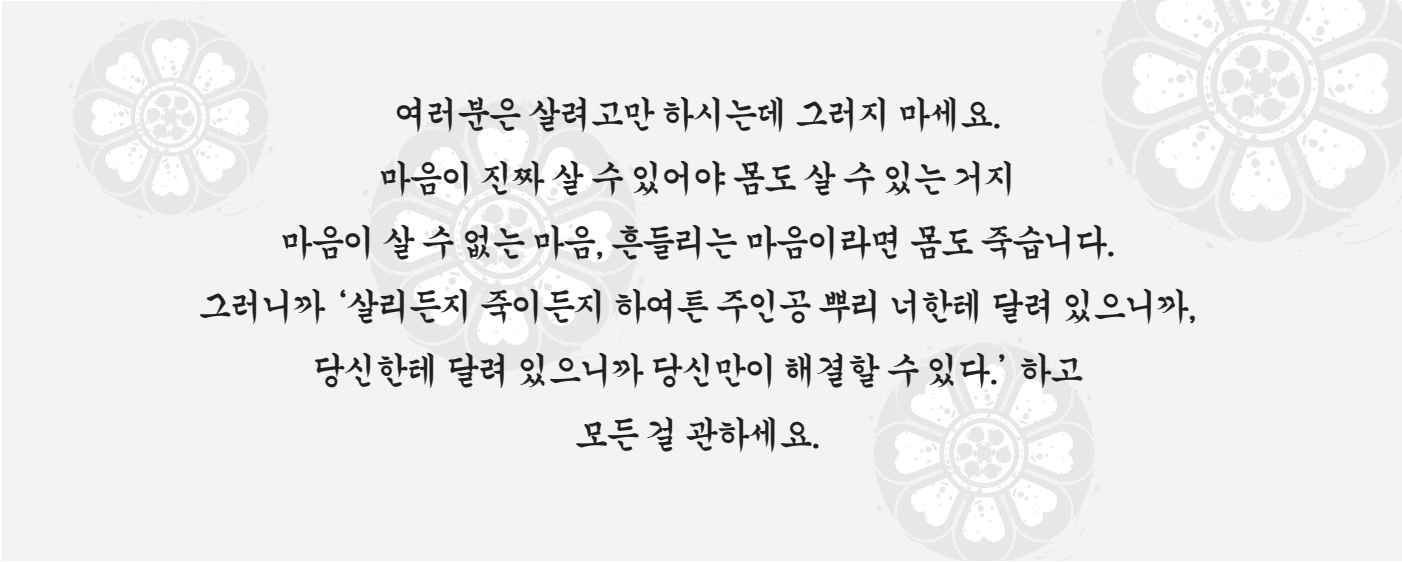 여러분은 살려고만 하시는데 그러지 마세요.
마음이 진짜 살 수 있어야 몸도 살 수 있는 거지
마음이 살 수 없는 마음, 흔들리는 마음이라면 몸도 죽습니다.
그러니까 ‘살리든지 죽이든지 하여튼 주인공 뿌리 너한테 달려 있으니까,
당신한테 달려 있으니까 당신만이 해결할 수 있다.’ 하고
모든 걸 관하세요.